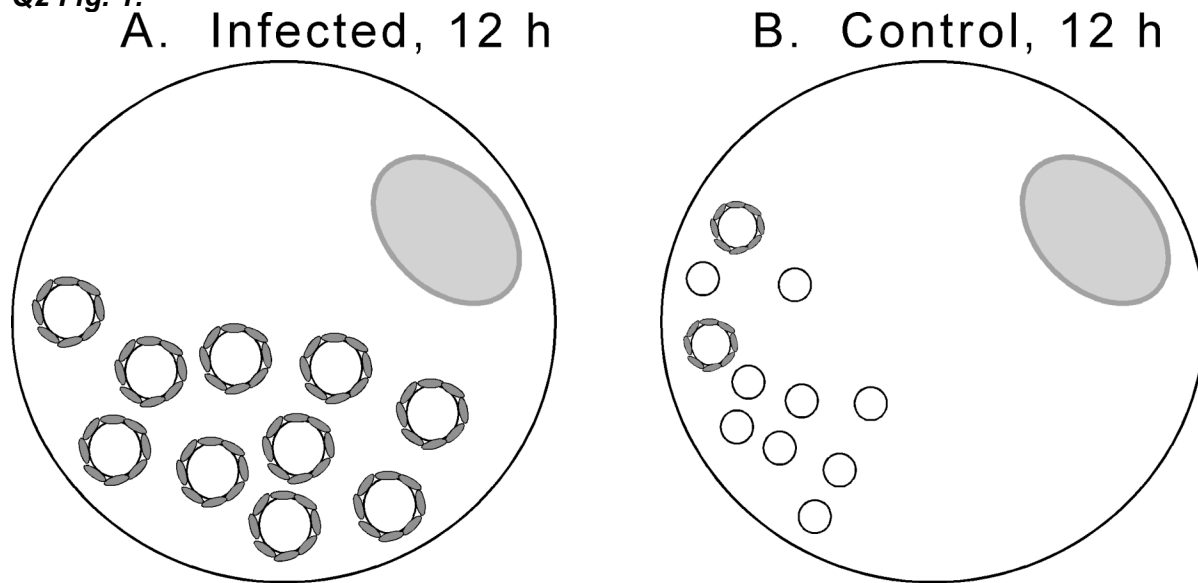 Q2 Fig. 1.
A. Infected, 12 h
B. Control, 12 h